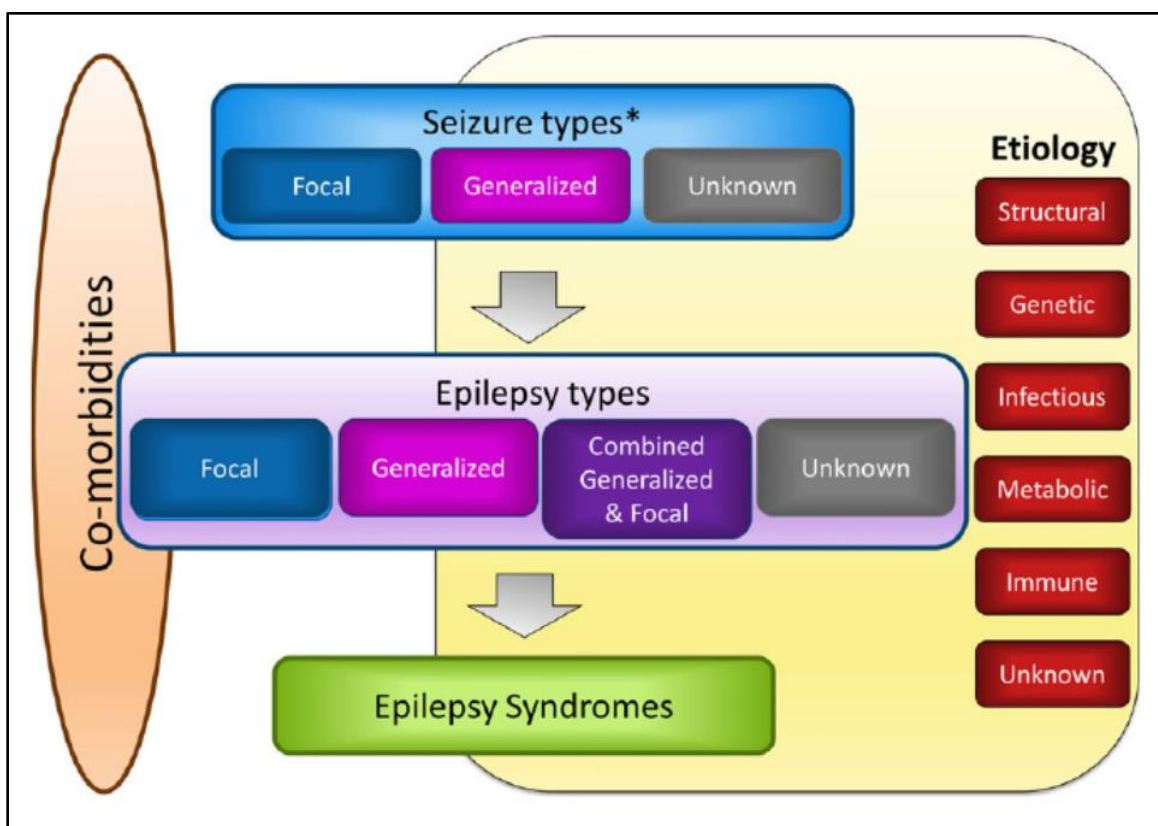 Co-morbidities
Seizure types*
Focal
Generalized
Unknown
Epilepsy types
Focal
Generalized
Combined
Generalized
& Focal
Unknown
Epilepsy Syndromes
Etiology
Structural
Genetic
Infectious
Metabolic
Immune
Unknown